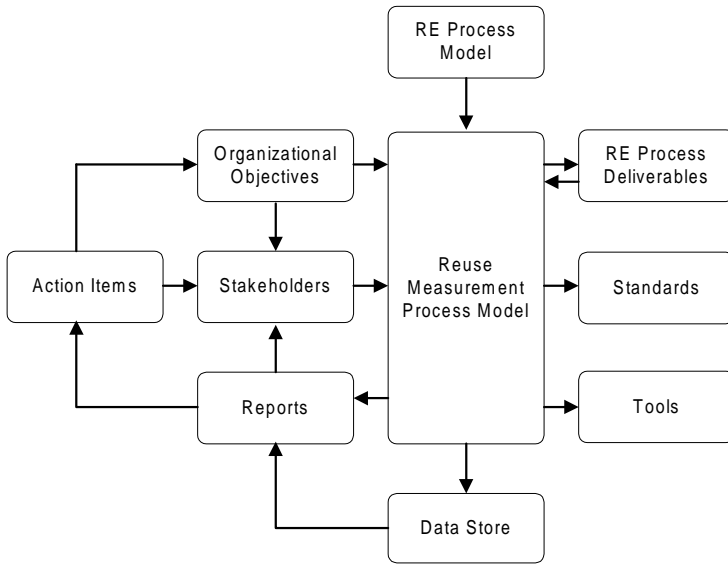 RE Process
Model
Organizational
Objectives
RE Process
Deliverables
Action Items
Stakeholders
Reuse
Measurement
Process Model
Standards
Reports
Tools
Data Store